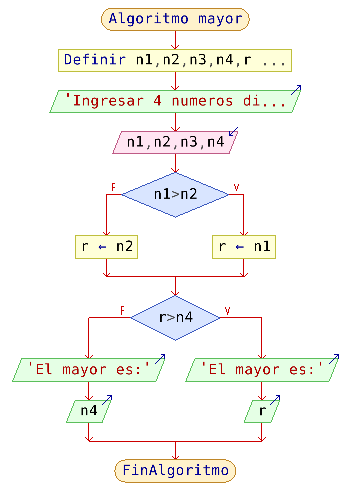 Algoritmo mayor
Definir n1,n2,n3,n4,r ...
'Ingresar 4 numeros di...
n1,n2,n3,n4
n1>n2
F V
r ← n2 r ← n1
r>n4
F V
'El mayor es:' 'El mayor es:'
n4 r
FinAlgoritmo